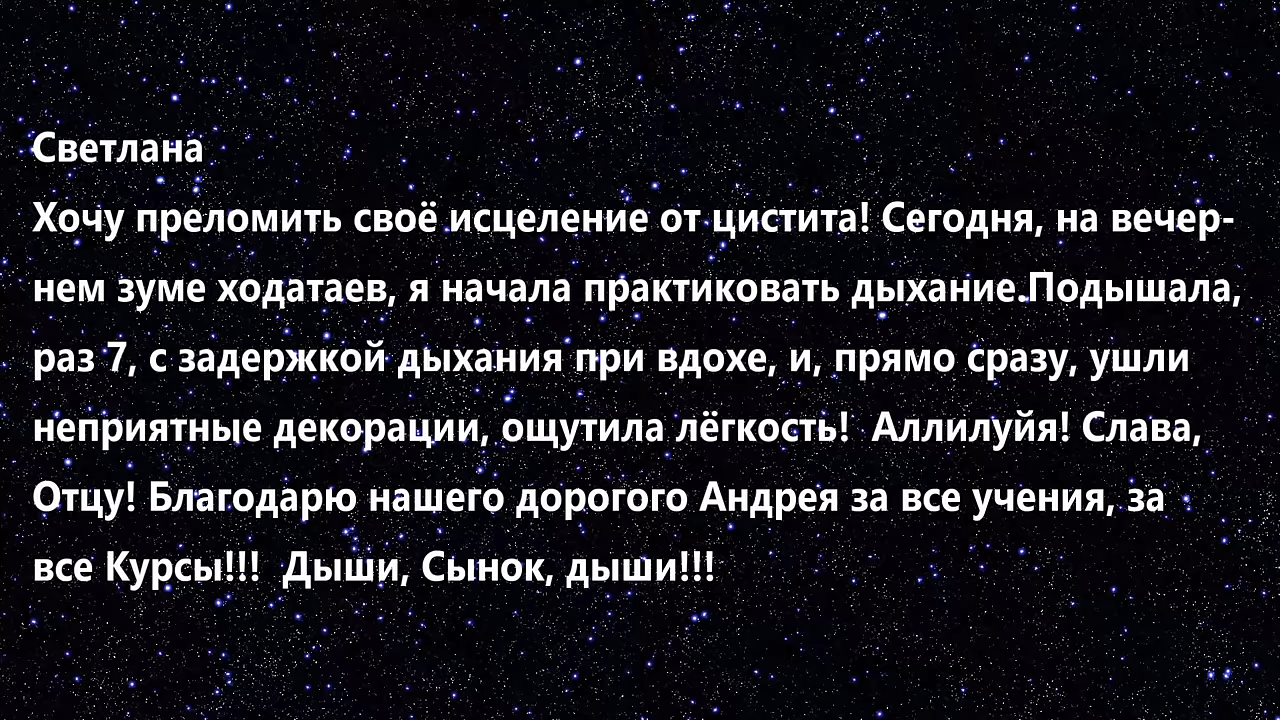 Светлана
Хочу преломить своё исцеление от цистита! Сегодня, на вечер-
нем зуме ходатаев, я начала практиковать дыхание.Подышала,
раз 7, с задержкой дыхания при вдохе, и, прямо сразу, ушли
неприятные декорации, ощутила лёгкость!  Аллилуйя! Слава,
Отцу! Благодарю нашего дорогого Андрея за все учения, за
все Курсы!!!  Дыши, Сынок, дыши!!!